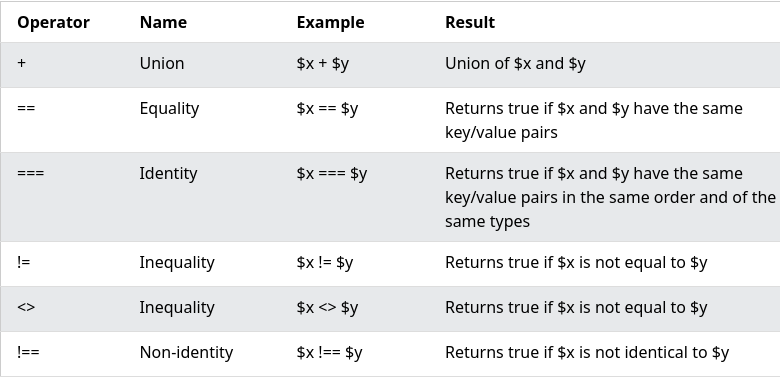 Operator Name Example Result
+ Union $x + $y Union of $x and $y
== Equality $x == $y Returns true if $x and $y have the same
key/value pairs
=== Identity $x === $y Returns true if $x and $y have the same
key/value pairs in the same order and of the
same types
!= Inequality $x != $y Returns true if $x is not equal to $y
<> Inequality $x <> $y Returns true if $x is not equal to $y
!== Non-identity $x !== $y Returns true if $x is not identical to $y